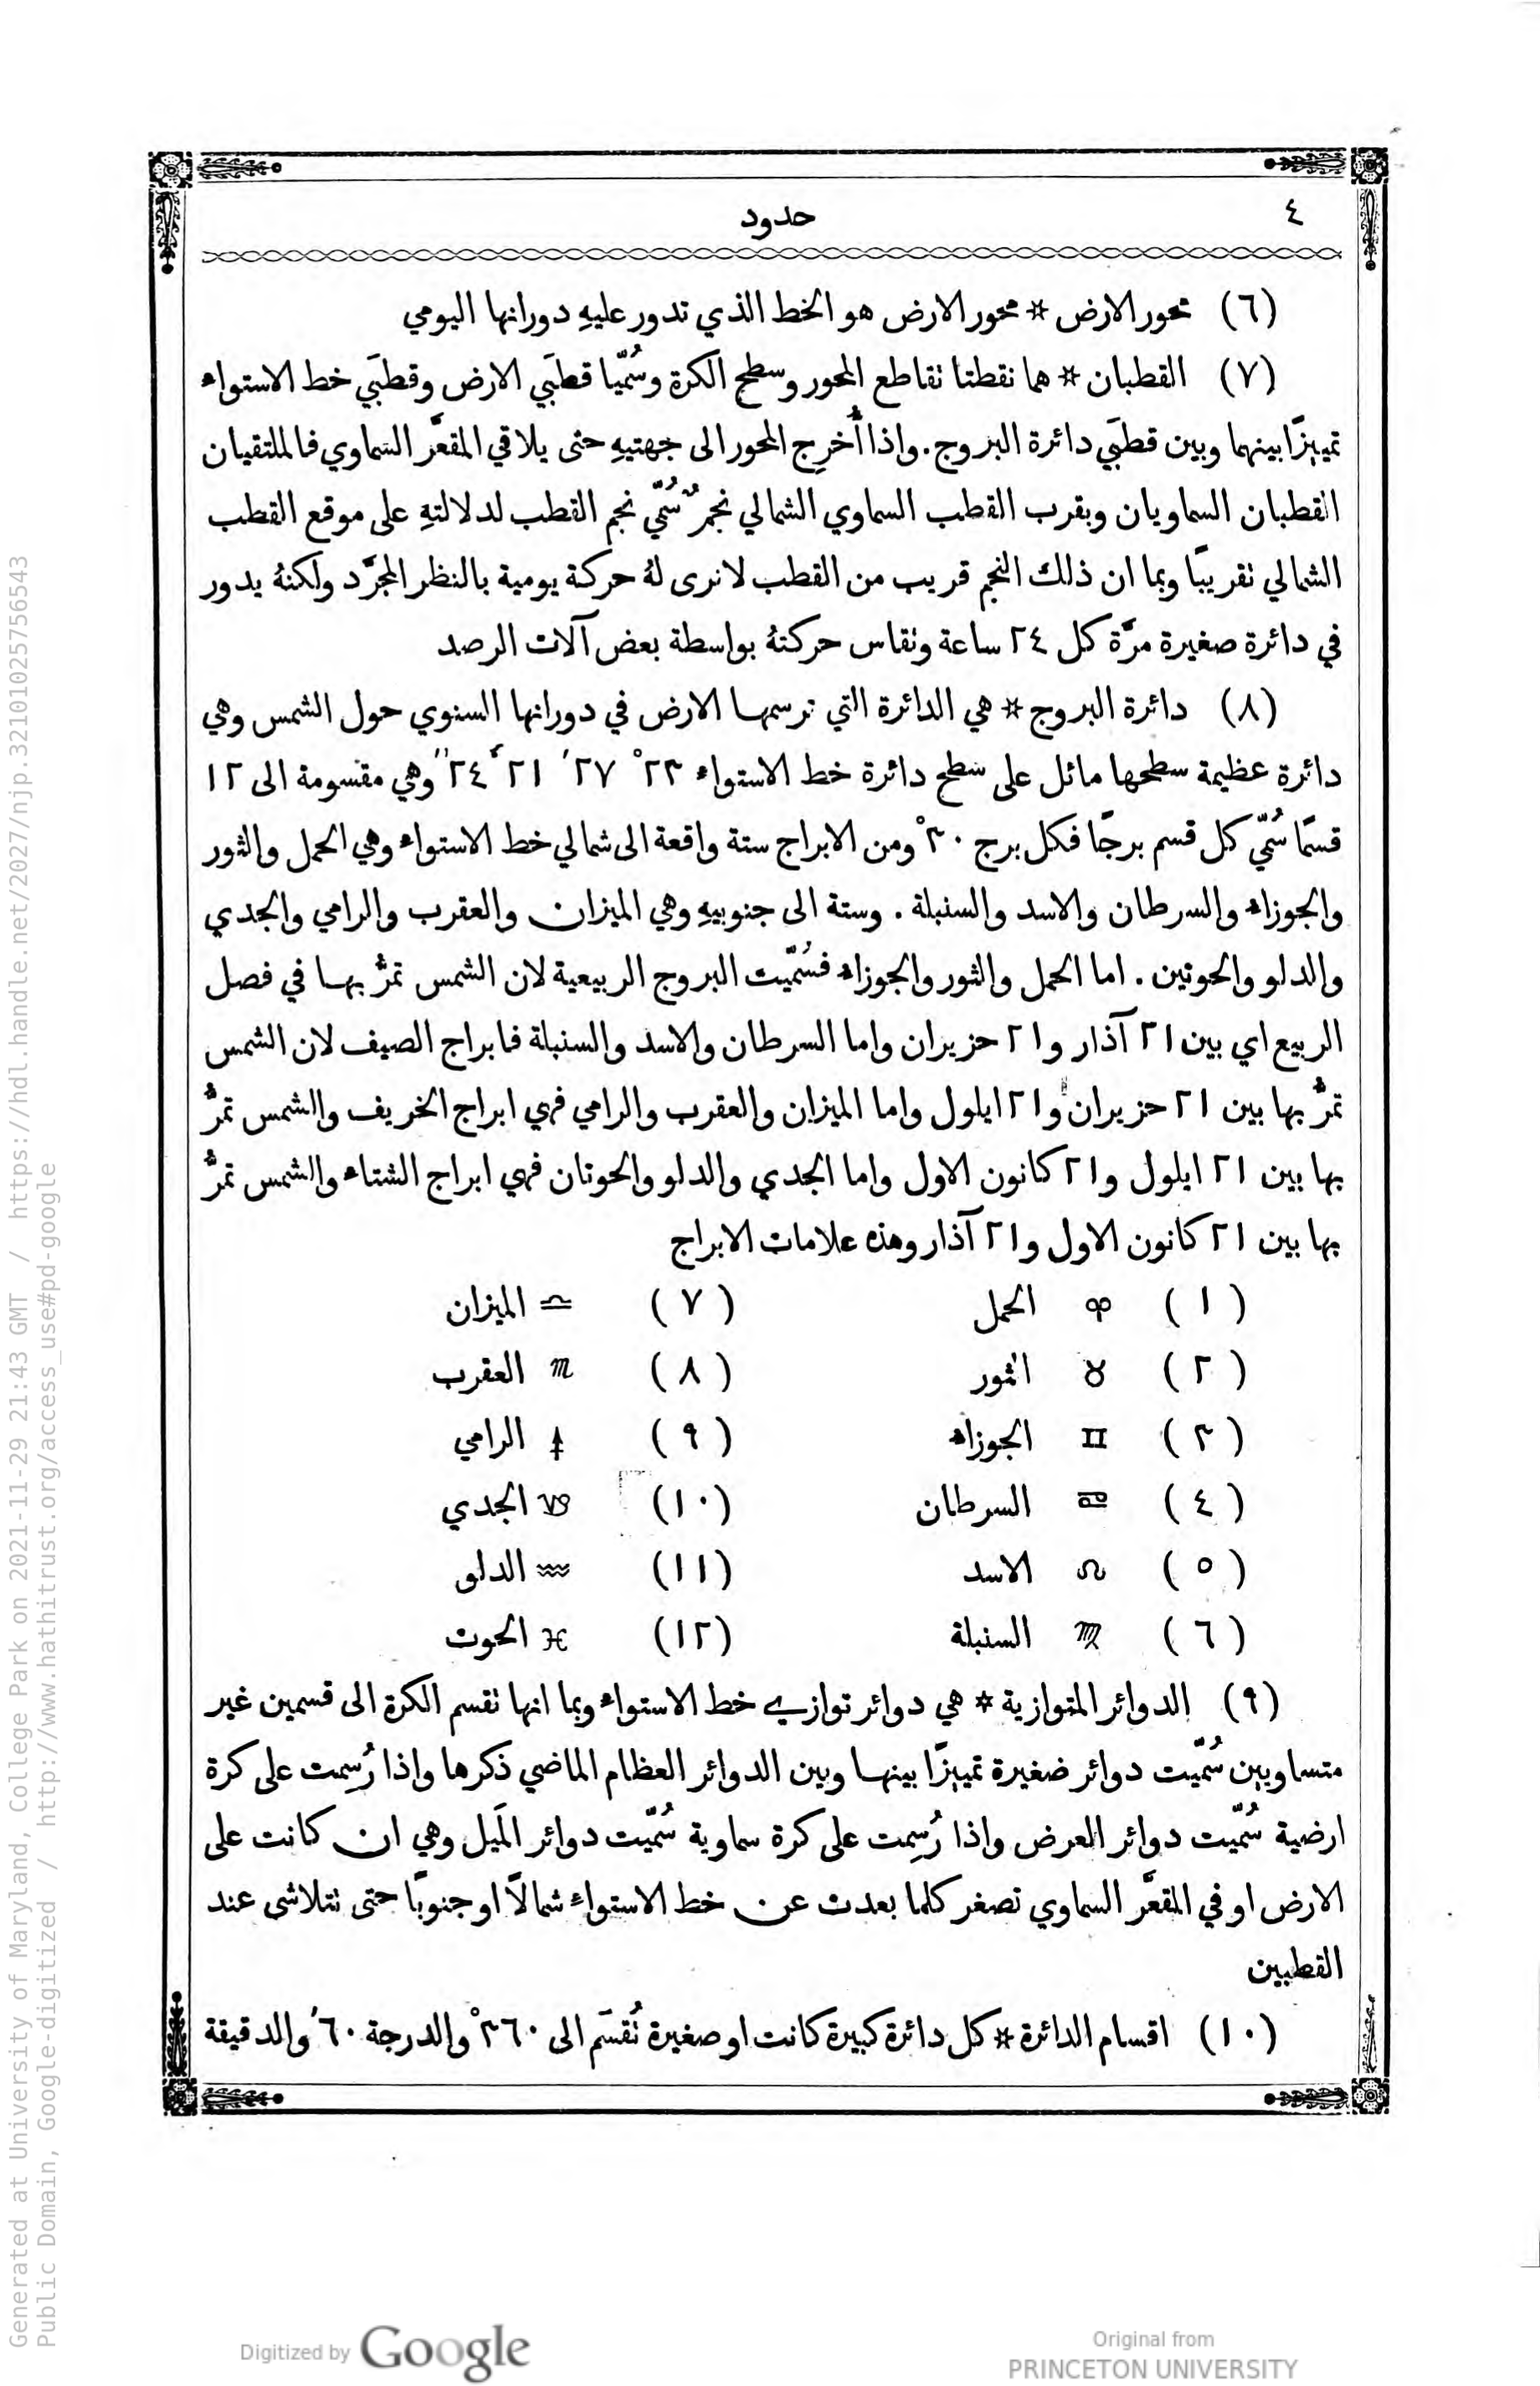 ٤
حدود
(٦) محور الارض * محور الارض هو الخط الذي تدور عليهِ دورانها اليومي
(٧) القطبان * هما نقطتا تقاطع المحور وسطح الكرة وسُمّيا قطبَي الارض وقطبَي خط الاستواء
تمييزًا بينهما وبين قطبَي دائرة البروج. واذا أُخرِج المحور الى جهتيهِ حتى يلاقي المقعَّر السماوي فالملتقيان
القطبان السماويان وبقرب القطب السماوي الشمالي نجمٌ سُمّي نجم القطب لدلالتهِ على موقع القطب
الشمالي تقريبًا وبما ان ذلك النجم قريب من القطب لا نرى لهُ حركة يومية بالنظر المجرَّد ولكنهُ يدور
في دائرة صغيرة مرَّة كل ٢٤ ساعة وتقاس حركتهُ بواسطة بعض آلات الرصد
(٨) دائرة البروج * هي الدائرة التي ترسمها الارض في دورانها السنوي حول الشمس وهي
دائرة عظيمة سطحها مائل على سطح دائرة خط الاستواء ٢٣° ٢٧′ ٢١ ٢٤″ وهي مقسومة الى ١٢
قسمًا سُمّي كل قسم برجًا فكل برج ٣٠° ومن الابراج ستة واقعة الى شمالي خط الاستواء وهي الحمل والثور
والجوزاء والسرطان والاسد والسنبلة . وستة الى جنوبيهِ وهي الميزان والعقرب والرامي والجدي
والدلو والحوتين . اما الحمل والثور والجوزاء فسُمّيت البروج الربيعية لان الشمس تمرُّ بها في فصل
الربيع اي بين ٢١ آذار و٢١ حزيران واما السرطان والاسد والسنبلة فابراج الصيف لان الشمس
تمرُّ بها بين ٢١ حزيران و٢١ ايلول واما الميزان والعقرب والرامي فهي ابراج الخريف والشمس تمرُّ
بها بين ٢١ ايلول و٢١ كانون الاول واما الجدي والدلو والحوتان فهي ابراج الشتاء والشمس تمرُّ
بها بين ٢١ كانون الاول و٢١ آذار وهذه علامات الابراج
(١) ♈ الحمل (٧) ♎ الميزان
(٢) ♉ الثور (٨) ♏ العقرب
(٣) ♊ الجوزاء (٩) ♐ الرامي
(٤) ♋ السرطان (١٠) ♑ الجدي
(٥) ♌ الاسد (١١) ♒ الدلو
(٦) ♍ السنبلة (١٢) ♓ الحوت
(٩) الدوائر المتوازية * هي دوائر توازي خط الاستواء وبما انها تقسم الكرة الى قسمين غير
متساويين سُمّيت دوائر صغيرة تمييزًا بينها وبين الدوائر العظام الماضي ذكرها واذا رُسِمت على كرة
ارضية سُمّيت دوائر العرض واذا رُسِمت على كرة سماوية سُمّيت دوائر المَيل وهي ان كانت على
الارض او في المقعَّر السماوي تصغر كلما بعدت عن خط الاستواء شمالًا او جنوبًا حتى تتلاشى عند
القطبين
(١٠) اقسام الدائرة * كل دائرة كبيرة كانت او صغيرة تُقسَم الى ٣٦٠° والدرجة ٦٠′ والدقيقة
Generated at University of Maryland, College Park on 2021-11-29 21:43 GMT / https://hdl.handle.net/2027/njp.32101025756543
Public Domain, Google-digitized / http://www.hathitrust.org/access_use#pd-google
Digitized by Google
Original from
PRINCETON UNIVERSITY